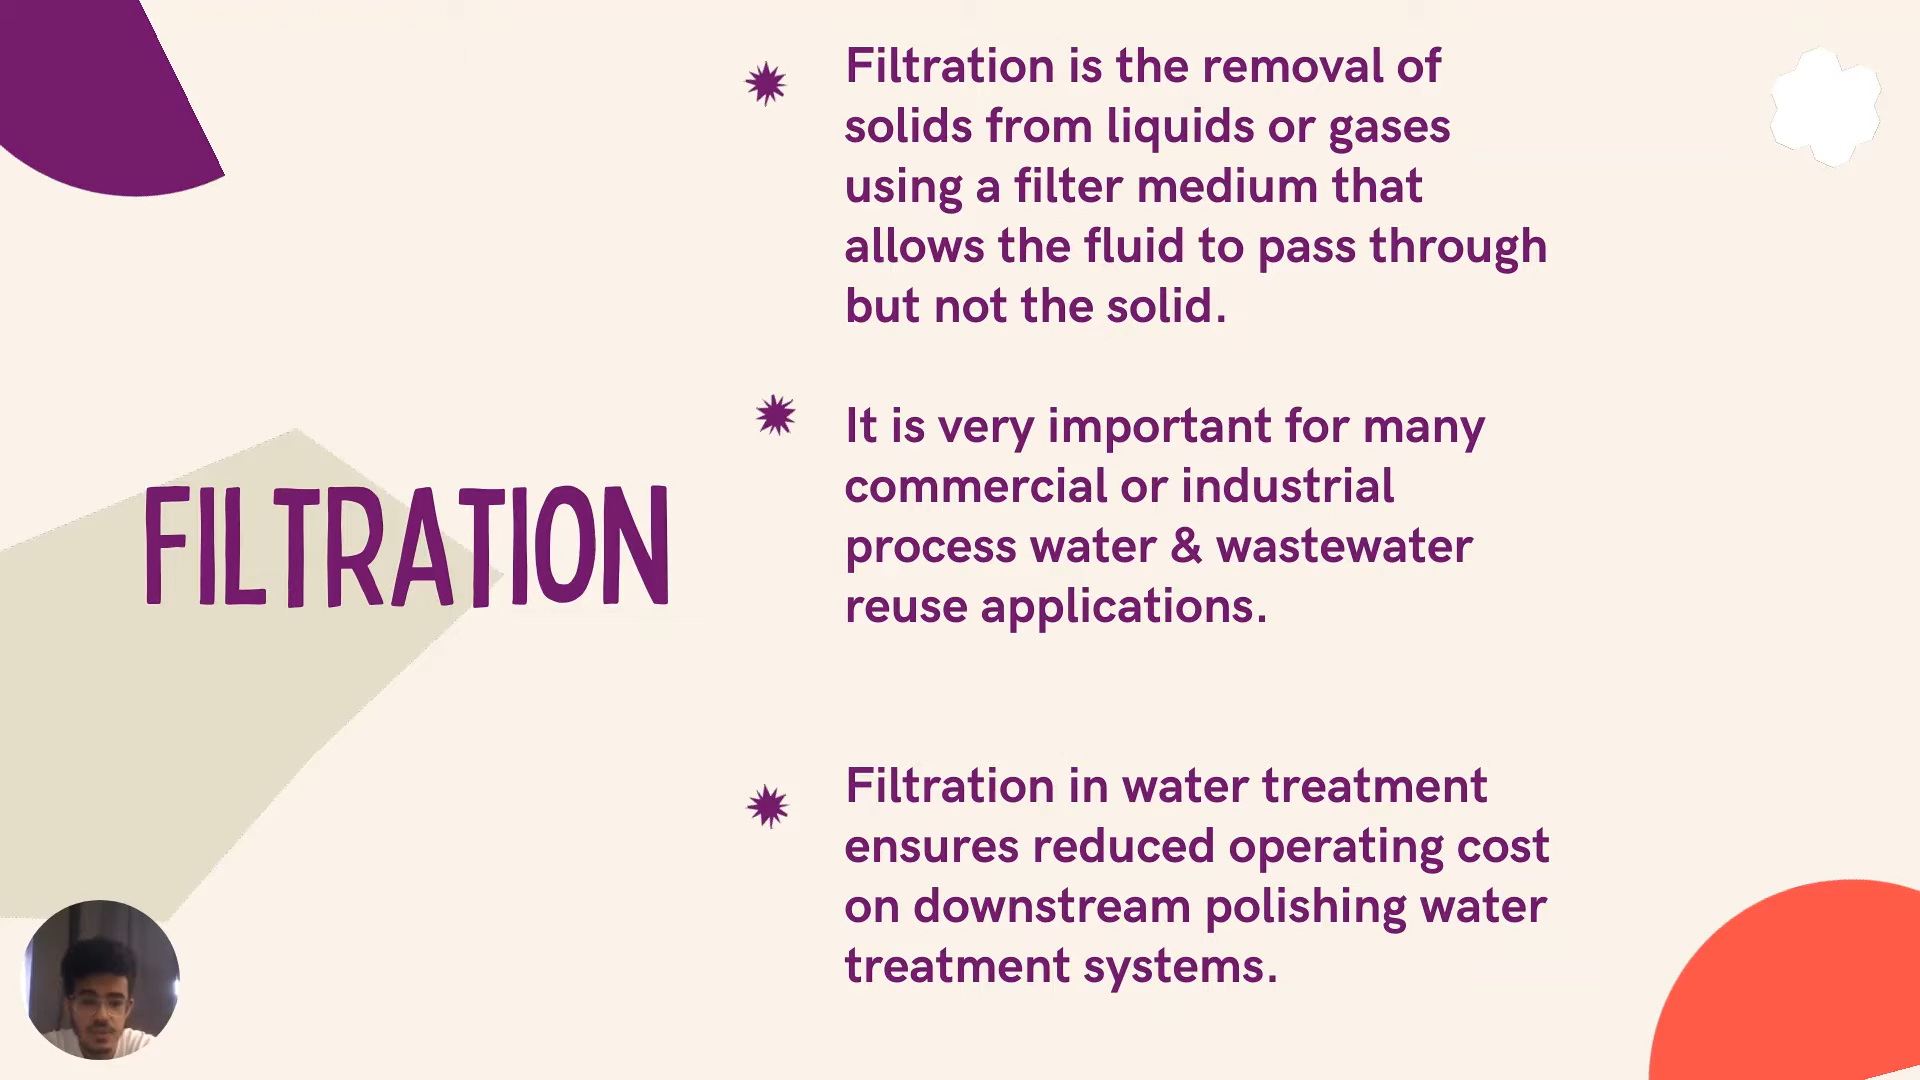 FILTRATION
Filtration is the removal of
solids from liquids or gases
using a filter medium that
allows the fluid to pass through
but not the solid.
It is very important for many
commercial or industrial
process water & wastewater
reuse applications.
Filtration in water treatment
ensures reduced operating cost
on downstream polishing water
treatment systems.